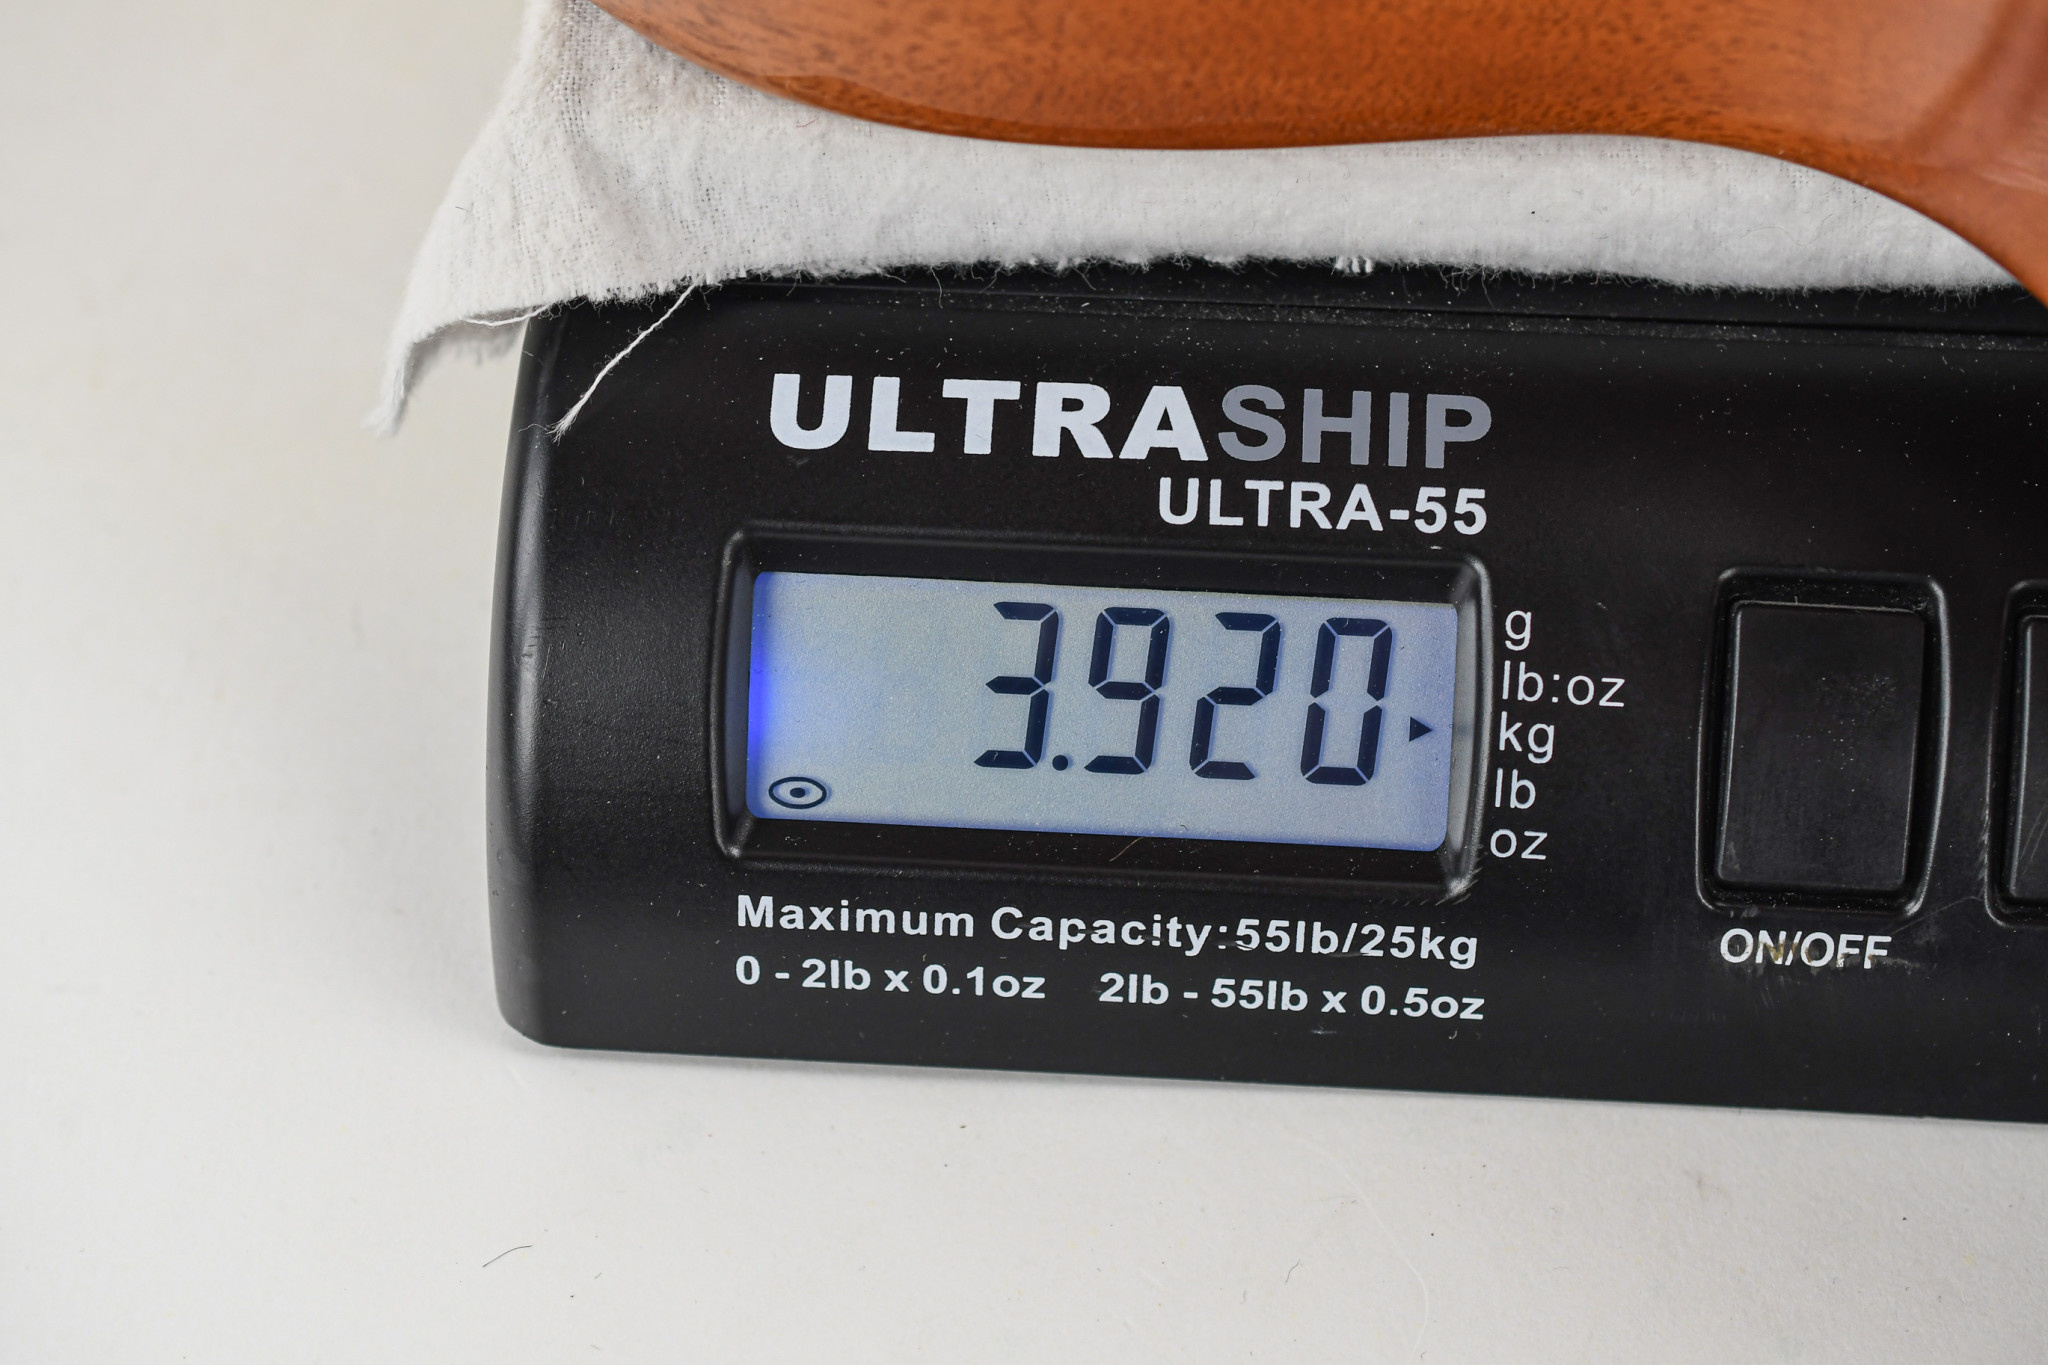 ULTRASHIP
ULTRA-55
3.920
g
lb:oz
kg
lb
oz
Maximum Capacity:55lb/25kg
0 - 2lb x 0.1oz 2lb - 55lb x 0.5oz
ON/OFF